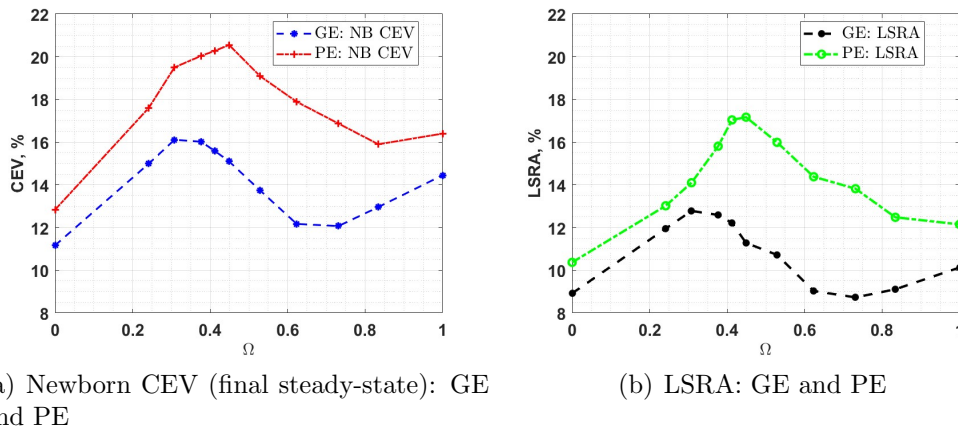 22
20
18
16
14
12
10
8
CEV, %
0
0.2
0.4
0.6
0.8
1
Ω
GE: NB CEV
PE: NB CEV
22
20
18
16
14
12
10
8
LSRA, %
0
0.2
0.4
0.6
0.8
1
Ω
GE: LSRA
PE: LSRA
) Newborn CEV (final steady-state): GE
nd PE
(b) LSRA: GE and PE